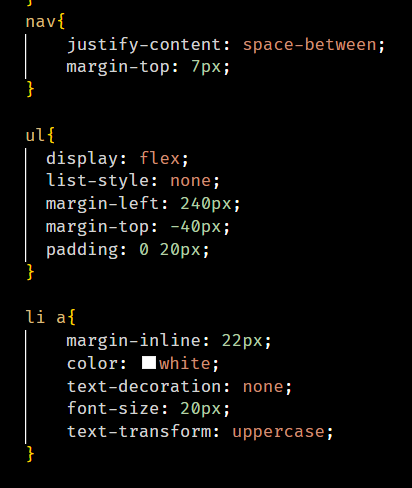 }
nav{
justify-content: space-between;
margin-top: 7px;
}
ul{
display: flex;
list-style: none;
margin-left: 240px;
margin-top: -40px;
padding: 0 20px;
}
li a{
margin-inline: 22px;
color: white;
text-decoration: none;
font-size: 20px;
text-transform: uppercase;
}